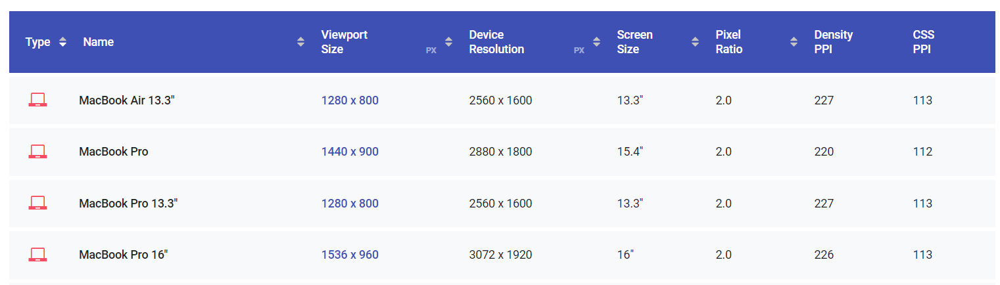 Type Name Viewport Size PX Device Resolution PX Screen Size Pixel Ratio Density PPI CSS PPI
MacBook Air 13.3" 1280 x 800 2560 x 1600 13.3" 2.0 227 113
MacBook Pro 1440 x 900 2880 x 1800 15.4" 2.0 220 112
MacBook Pro 13.3" 1280 x 800 2560 x 1600 13.3" 2.0 227 113
MacBook Pro 16" 1536 x 960 3072 x 1920 16" 2.0 226 113